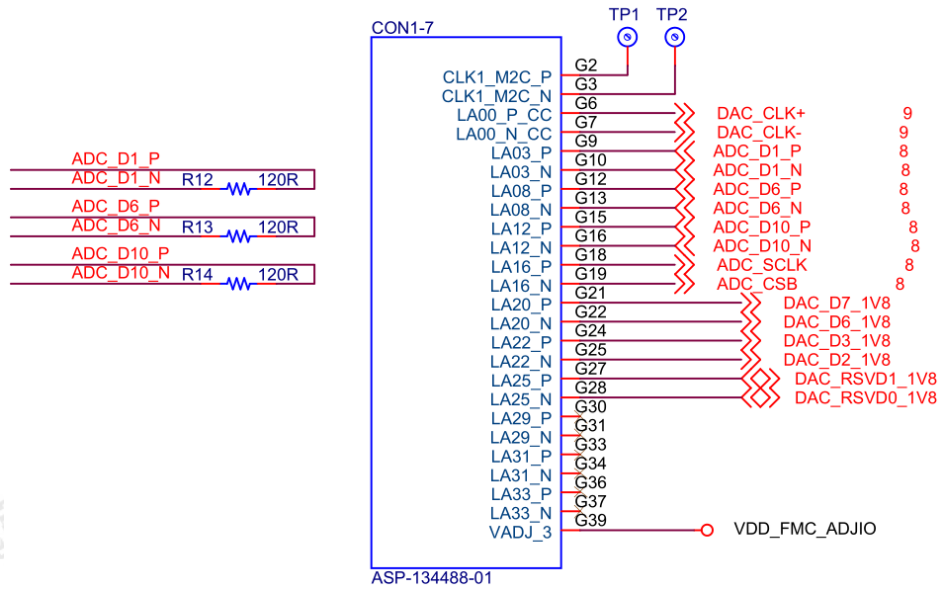 TP1 TP2
CON1-7
CLK1_M2C_P G2
CLK1_M2C_N G3
LA00_P_CC G6 DAC_CLK+ 9
LA00_N_CC G7 DAC_CLK- 9
LA03_P G9 ADC_D1_P 8
LA03_N G10 ADC_D1_N 8
LA08_P G12 ADC_D6_P 8
LA08_N G13 ADC_D6_N 8
LA12_P G15 ADC_D10_P 8
LA12_N G16 ADC_D10_N 8
LA16_P G18 ADC_SCLK 8
LA16_N G19 ADC_CSB 8
LA20_P G21 DAC_D7_1V8
LA20_N G22 DAC_D6_1V8
LA22_P G24 DAC_D3_1V8
LA22_N G25 DAC_D2_1V8
LA25_P G27 DAC_RSVD1_1V8
LA25_N G28 DAC_RSVD0_1V8
LA29_P G30
LA29_N G31
LA31_P G33
LA31_N G34
LA33_P G36
LA33_N G37
VADJ_3 G39 VDD_FMC_ADJIO
ASP-134488-01
ADC_D1_P
ADC_D1_N R12 120R
ADC_D6_P
ADC_D6_N R13 120R
ADC_D10_P
ADC_D10_N R14 120R